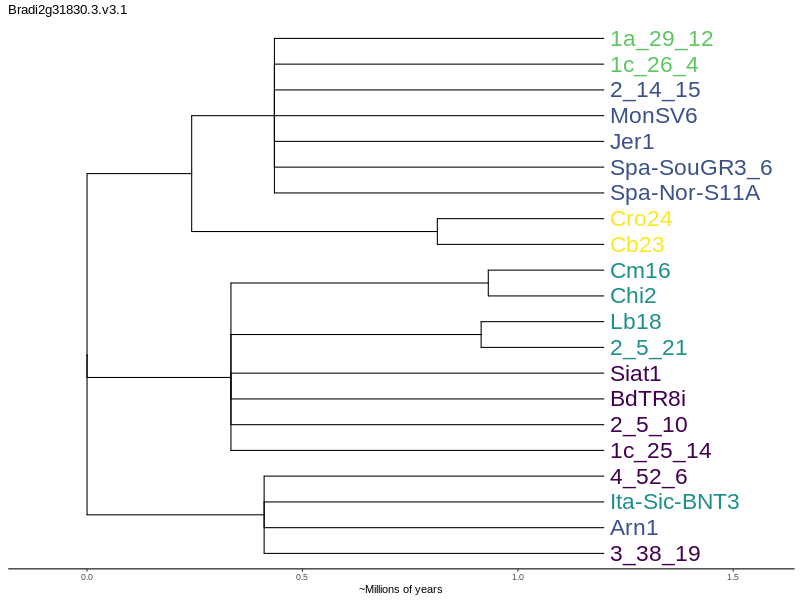 Bradi2g31830.3.v3.1
1a_29_12
1c_26_4
2_14_15
MonSV6
Jer1
Spa-SouGR3_6
Spa-Nor-S11A
Cro24
Cb23
Cm16
Chi2
Lb18
2_5_21
Siat1
BdTR8i
2_5_10
1c_25_14
4_52_6
Ita-Sic-BNT3
Arn1
3_38_19
0.0 0.5 1.0 1.5
~Millions of years